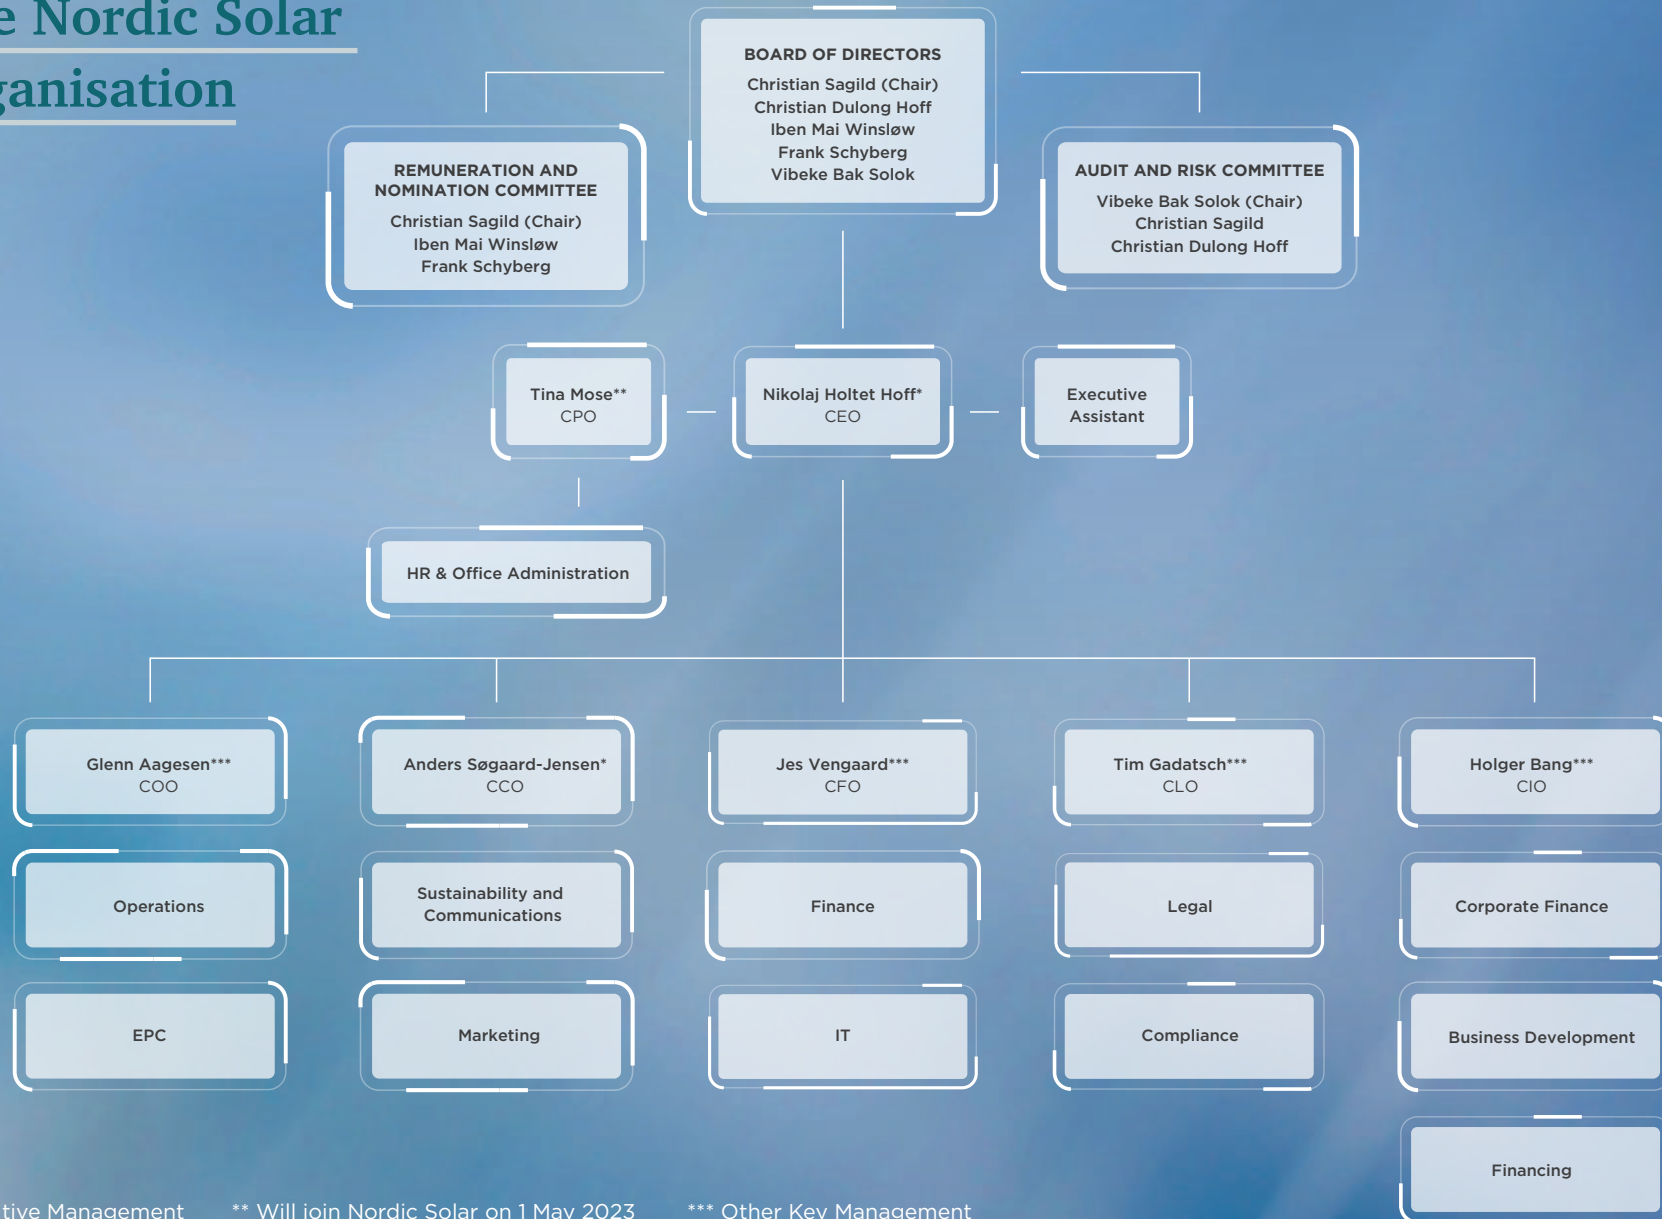 Nordic Solar
BOARD OF DIRECTORS
Christian Sagild (Chair)
Christian Dulong Hoff
Iben Mai Winsløw
Frank Schyberg
Vibeke Bak Solok
REMUNERATION AND
NOMINATION COMMITTEE
Christian Sagild (Chair)
Iben Mai Winsløw
Frank Schyberg
AUDIT AND RISK COMMITTEE
Vibeke Bak Solok (Chair)
Christian Sagild
Christian Dulong Hoff
Tina Mose**
CPO
Nikolaj Holtet Hoff*
CEO
Executive
Assistant
HR & Office Administration
Glenn Aagesen***
COO
Anders Søgaard-Jensen*
CCO
Jes Vengaard***
CFO
Tim Gadatsch***
CLO
Holger Bang***
CIO
Operations
Sustainability and
Communications
Finance
Legal
Corporate Finance
EPC
Marketing
IT
Compliance
Business Development
Financing
Management
** Will join Nordic Solar on 1 May 2023
*** Other Key Management